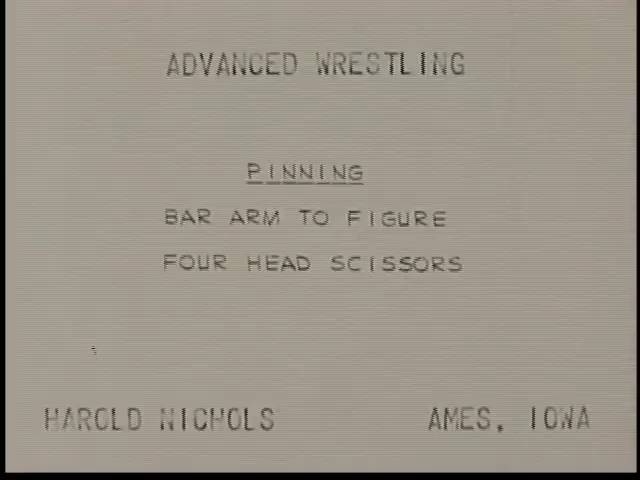 ADVANCED WRESTLING
PINNING
BAR ARM TO FIGURE
FOUR HEAD SCISSORS
HAROLD NICHOLS
AMES, IOWA